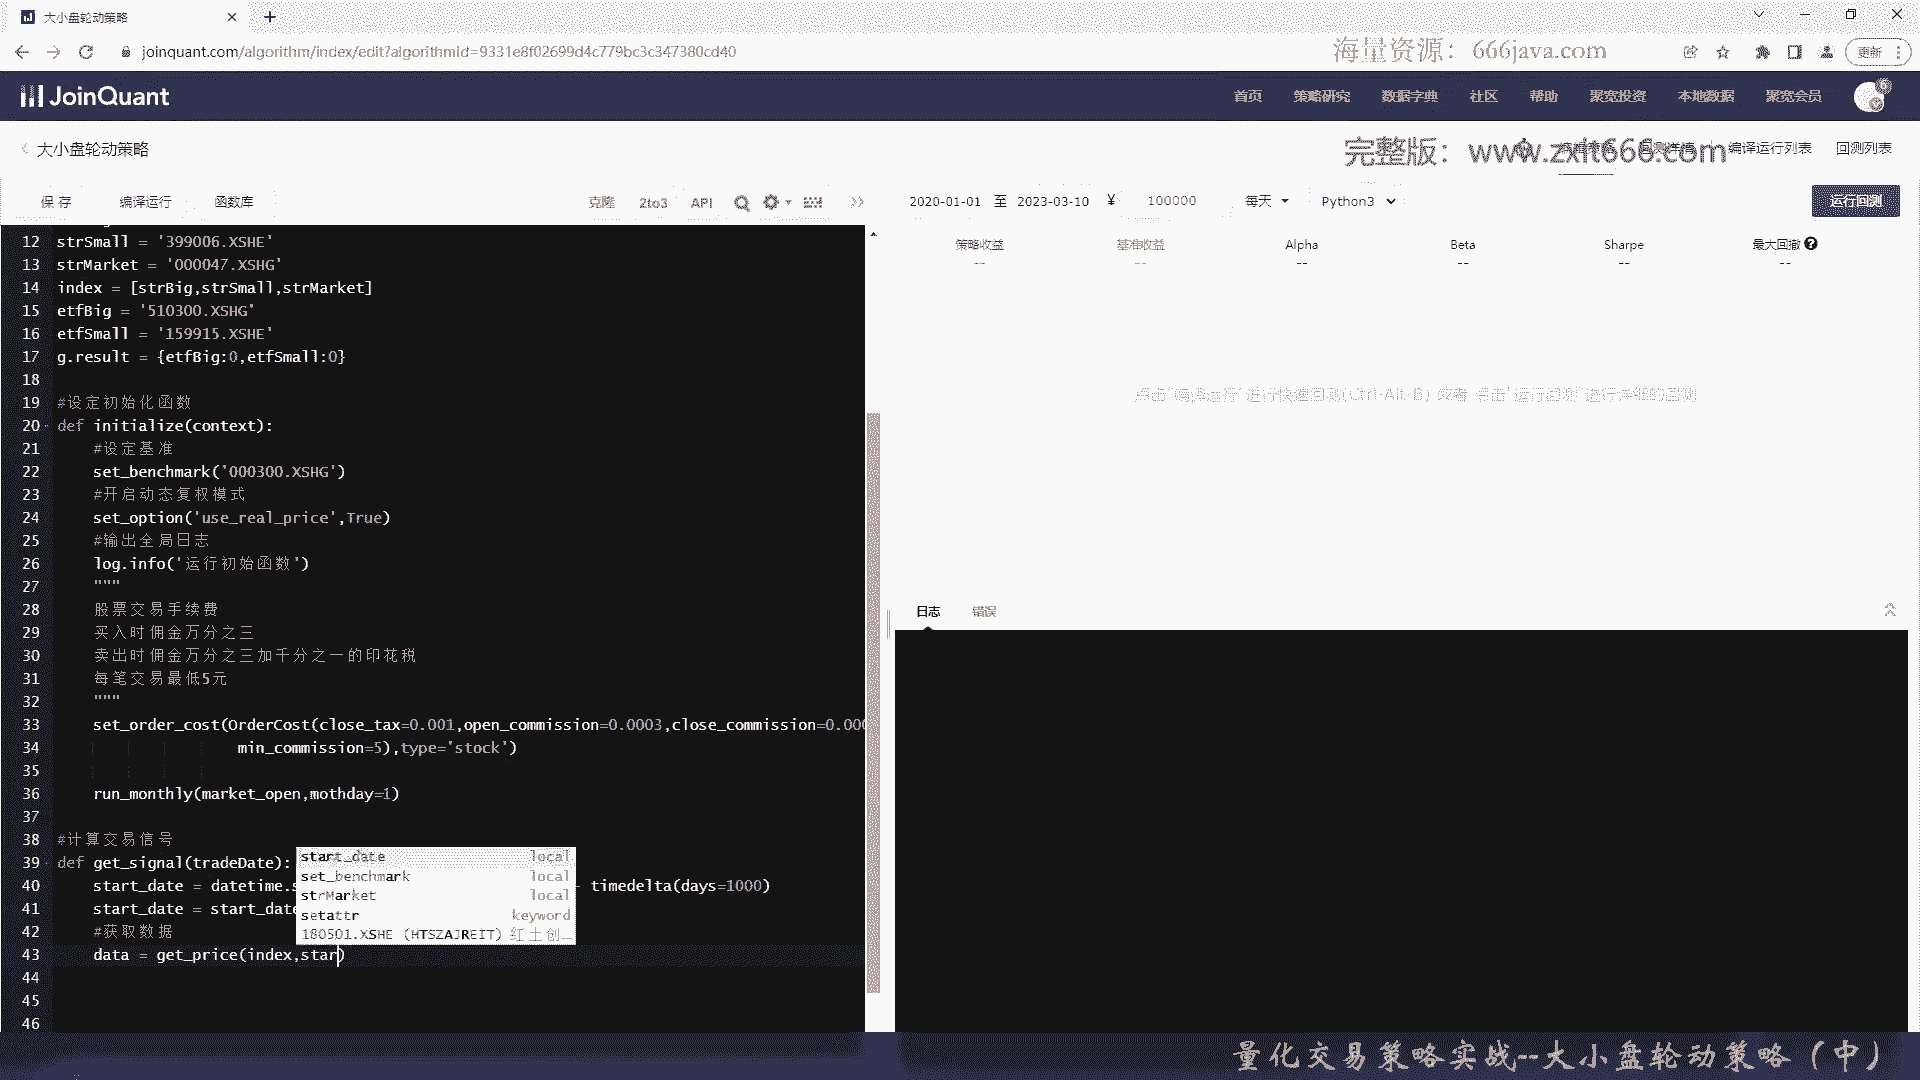 大小盘轮动策略
joinquant.com/algorithm/index/edit?algorithmId=9331e8f02699d4c779bc3c347380cd40
海量资源：666java.com
更新
JoinQuant
首页 策略研究 数据字典 社区 帮助 聚宽投资 本地数据 聚宽会员
6
大小盘轮动策略
完整版：www.zxit666.com
编译运行列表 回测列表
保存 编译运行 函数库 克隆 2to3 API
2020-01-01 至 2023-03-10 ¥ 100000 每天 Python3 运行回测
策略收益 基准收益 Alpha Beta Sharpe 最大回撤
-- -- -- -- -- --
点击"编译运行"进行快速回测(Ctrl-Alt-B) 或者 点击"运行回测"进行详细的回测
日志 错误
12 strSmall = '399006.XSHE'
13 strMarket = '000047.XSHG'
14 index = [strBig,strSmall,strMarket]
15 etfBig = '510300.XSHG'
16 etfSmall = '159915.XSHE'
17 g.result = {etfBig:0,etfSmall:0}
18
19 #设定初始化函数
20 def initialize(context):
21 #设定基准
22 set_benchmark('000300.XSHG')
23 #开启动态复权模式
24 set_option('use_real_price',True)
25 #输出全局日志
26 log.info('运行初始函数')
27 """
28 股票交易手续费
29 买入时佣金万分之三
30 卖出时佣金万分之三加千分之一的印花税
31 每笔交易最低5元
32 """
33 set_order_cost(OrderCost(close_tax=0.001,open_commission=0.0003,close_commission=0.000
34 min_commission=5),type='stock')
35
36 run_monthly(market_open,mothday=1)
37
38 #计算交易信号
39 def get_signal(tradeDate):
40 start_date = datetime.s - timedelta(days=1000)
41 start_date = start_date
42 #获取数据
43 data = get_price(index,star)
44
45
46
start_date local
set_benchmark local
strMarket local
setattr keyword
180501.XSHE (HTSZAJREIT) 红土创...
量化交易策略实战--大小盘轮动策略（中）